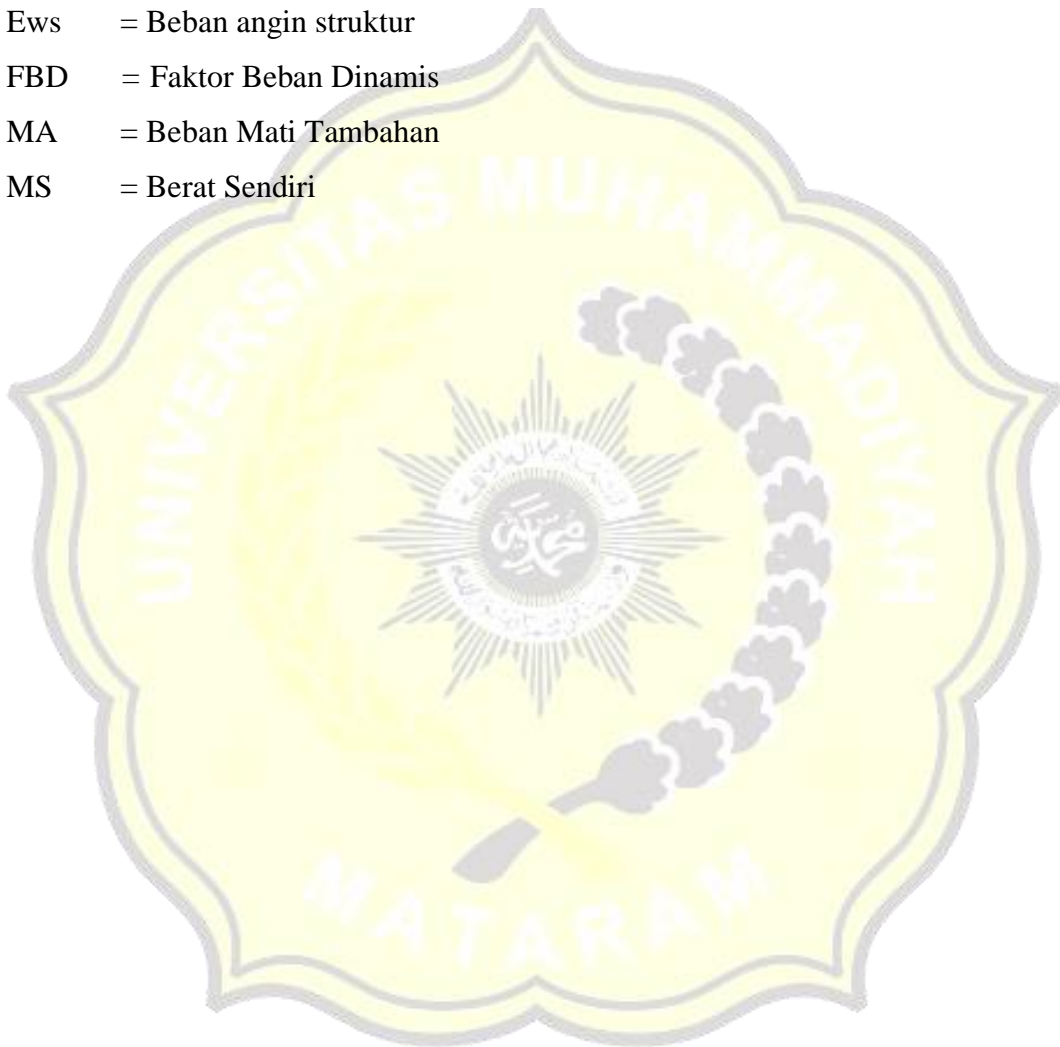 Ews = Beban angin struktur
FBD = Faktor Beban Dinamis
MA = Beban Mati Tambahan
MS = Berat Sendiri
UNIVERSITAS MUHAMMADIYAH
MATARAM